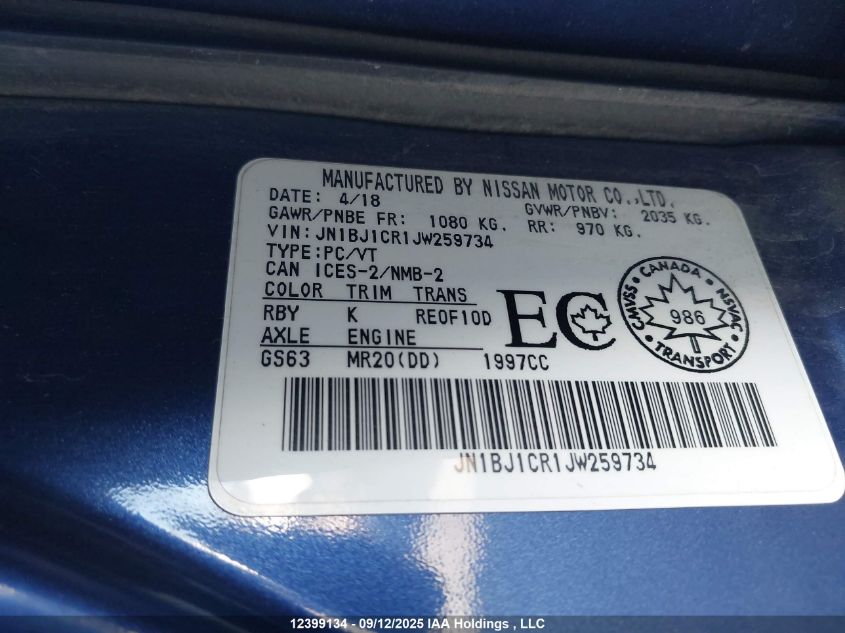 MANUFACTURED BY NISSAN MOTOR CO.,LTD.
DATE: 4/18 GVWR/PNBV: 2035 KG.
GAWR/PNBE FR: 1080 KG. RR: 970 KG.
VIN:JN1BJ1CR1JW259734
TYPE:PC/VT
CAN ICES-2/NMB-2
COLOR TRIM TRANS
RBY K RE0F10D
AXLE ENGINE
GS63 MR20(DD) 1997CC
EC
CANADA
CMVSS 986 NSVAC
TRANSPORT
JN1BJ1CR1JW259734
12399134 - 09/12/2025 IAA Holdings , LLC